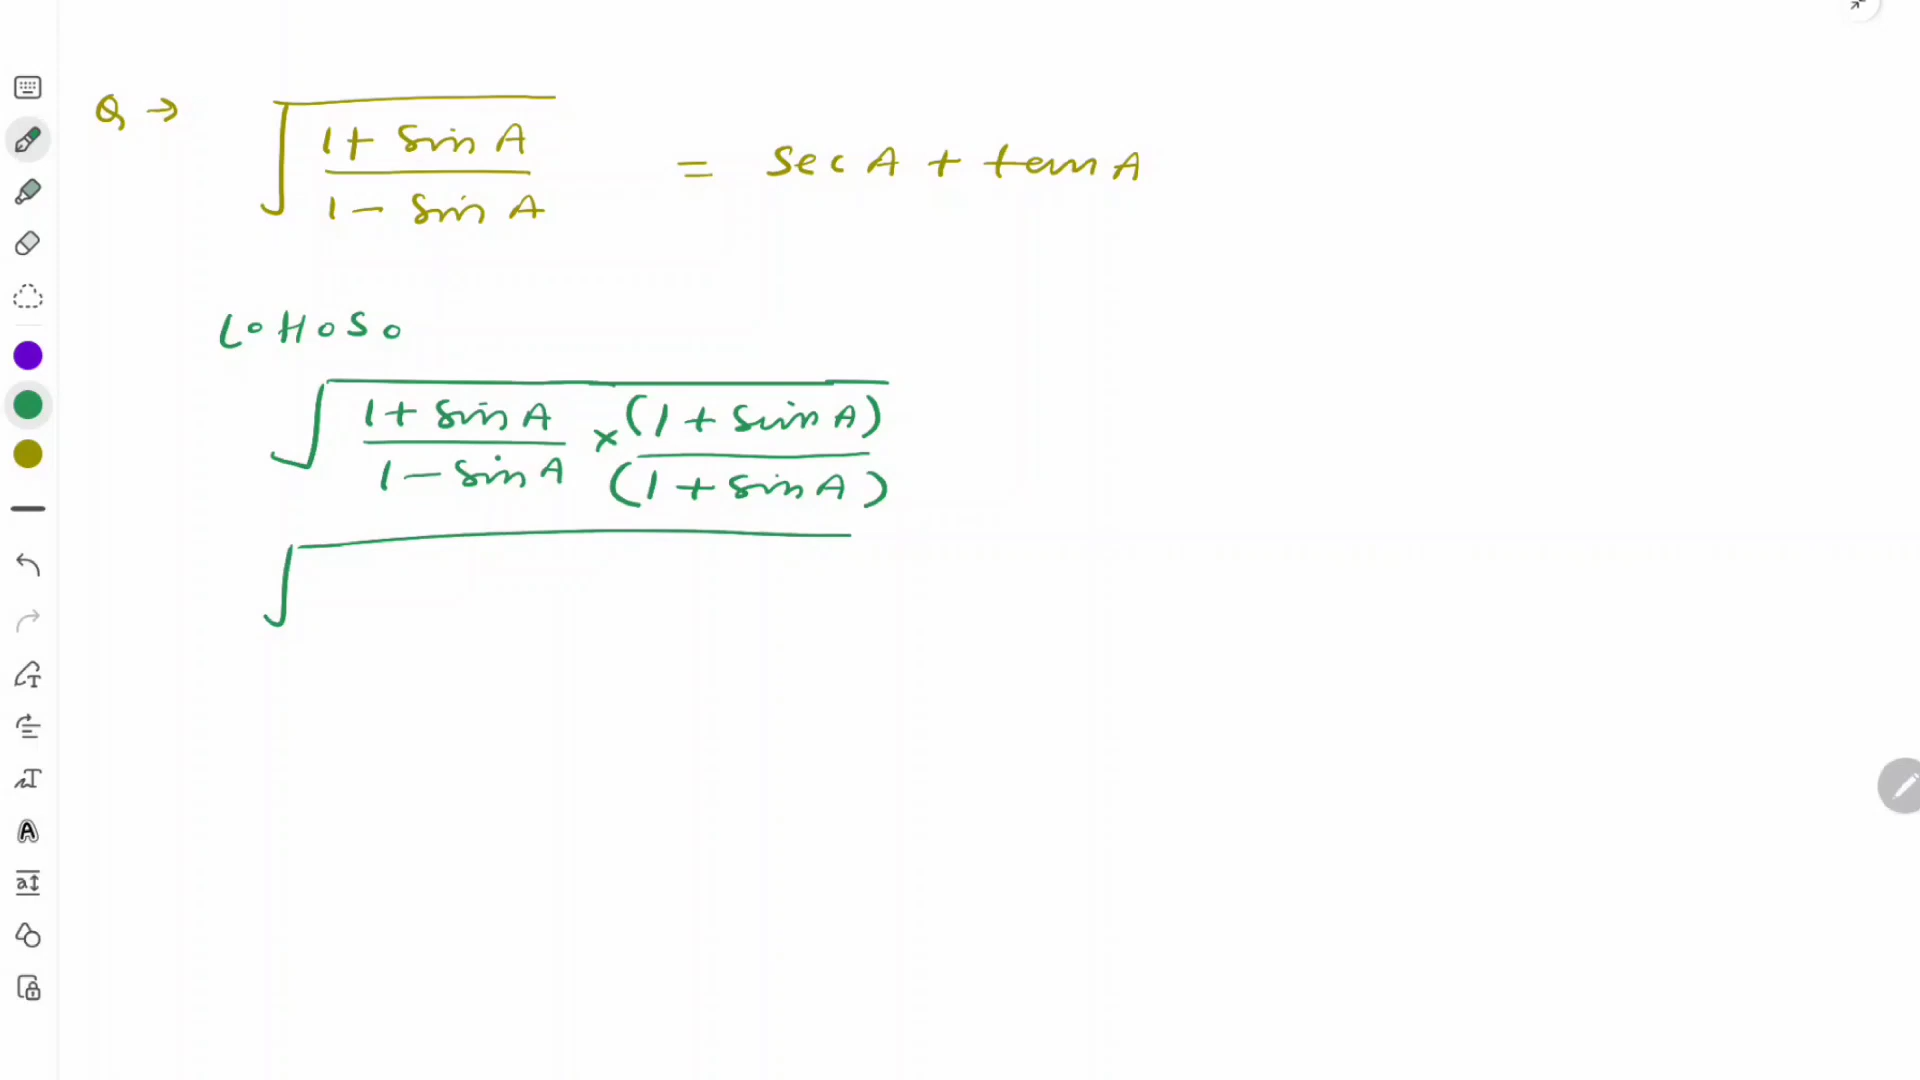 Q → √((1 + sin A)/(1 - sin A)) = sec A + tan A
L.H.S.
√((1 + sin A)/(1 - sin A) × (1 + sin A)/(1 + sin A))
√